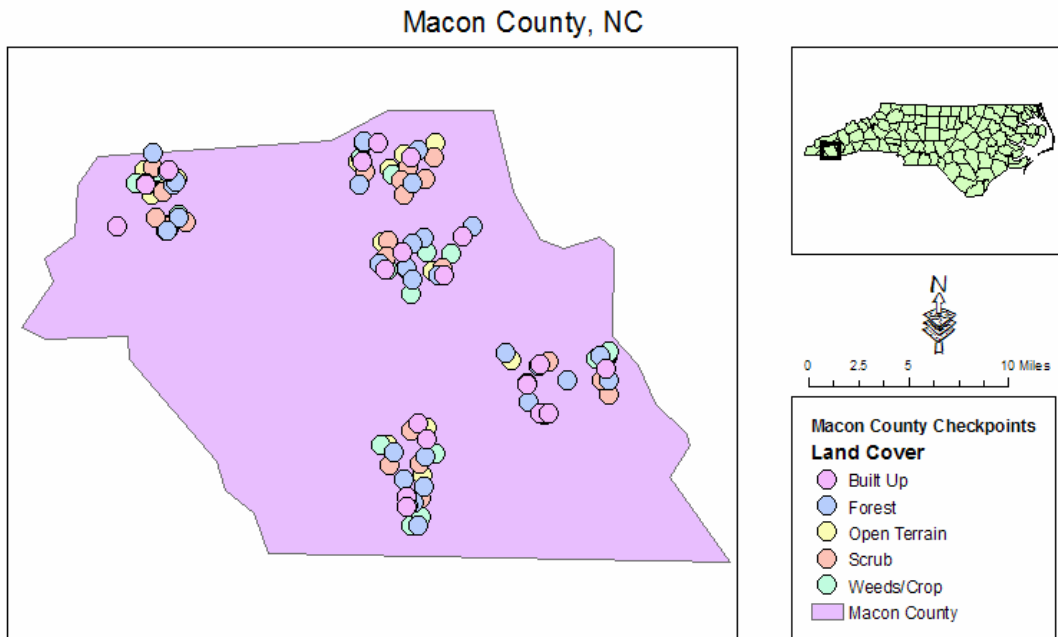 Macon County, NC
N
0 2.5 5 10 Miles
Macon County Checkpoints
Land Cover
Built Up
Forest
Open Terrain
Scrub
Weeds/Crop
Macon County